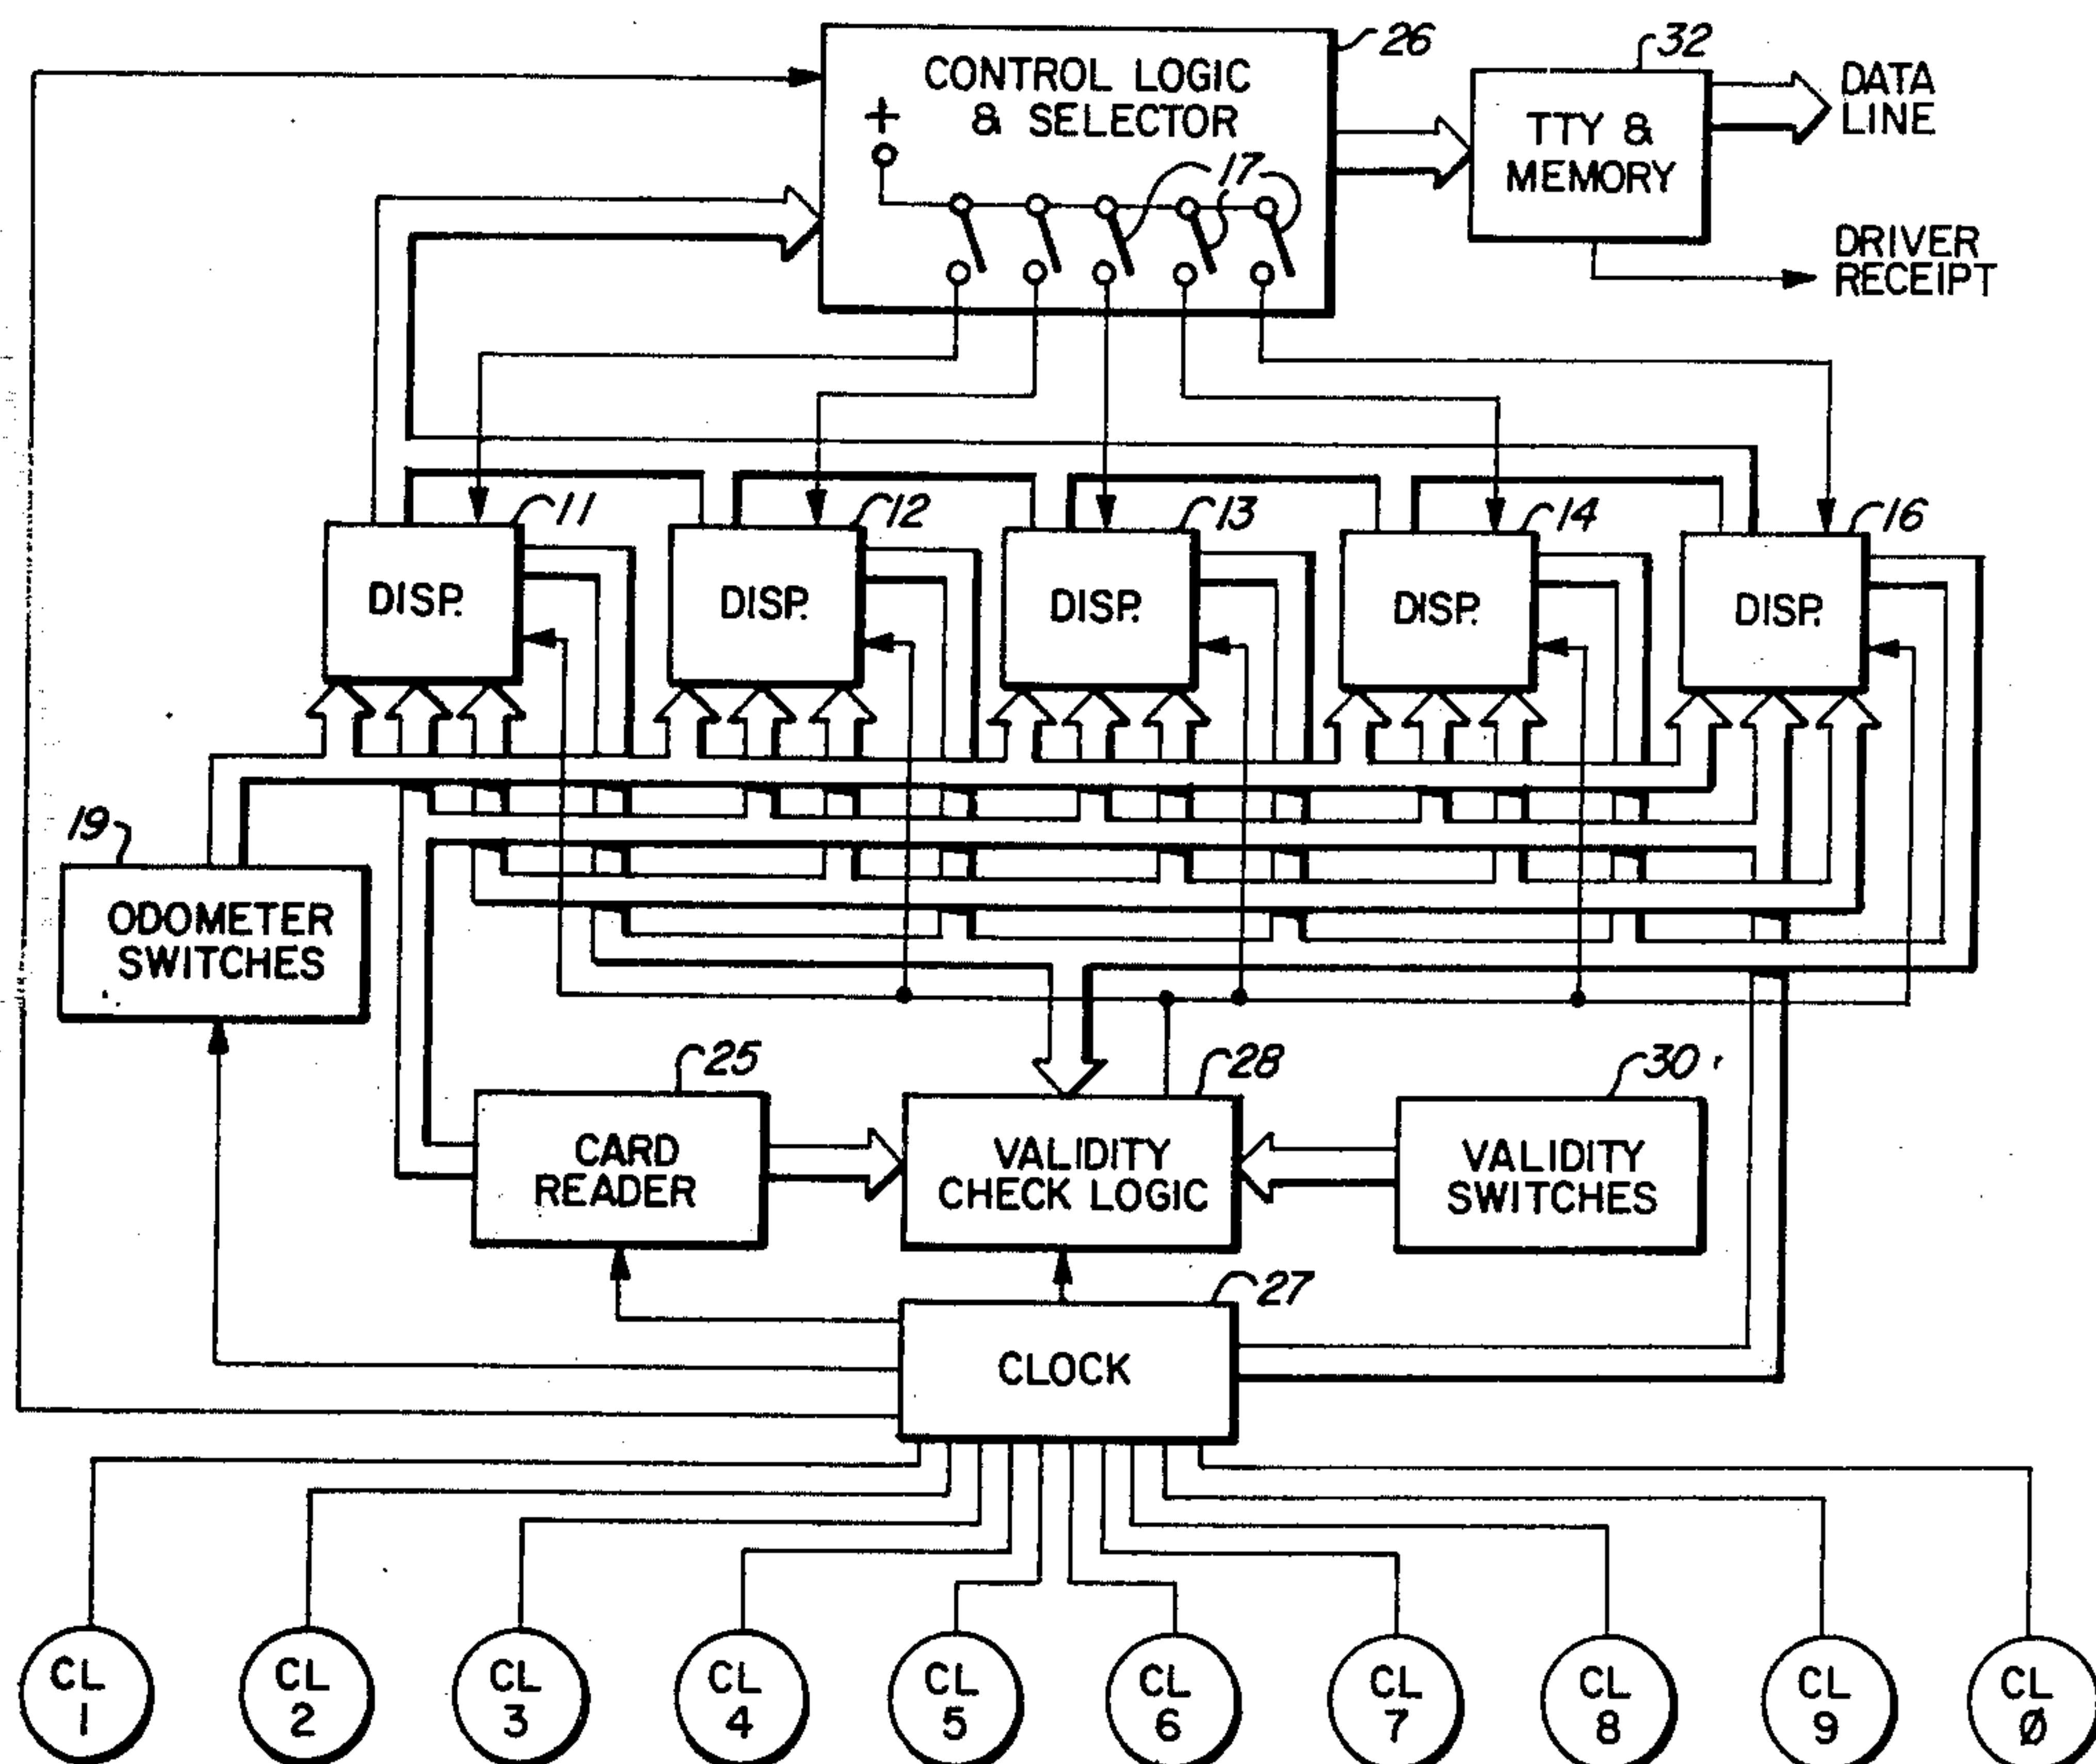 26
32
CONTROL LOGIC
& SELECTOR
+
17
TTY &
MEMORY
DATA
LINE
DRIVER
RECEIPT
11
12
13
14
16
DISP.
DISP.
DISP.
DISP.
DISP.
19
ODOMETER
SWITCHES
25
28
30
CARD
READER
VALIDITY
CHECK LOGIC
VALIDITY
SWITCHES
27
CLOCK
CL
1
CL
2
CL
3
CL
4
CL
5
CL
6
CL
7
CL
8
CL
9
CL
Ø